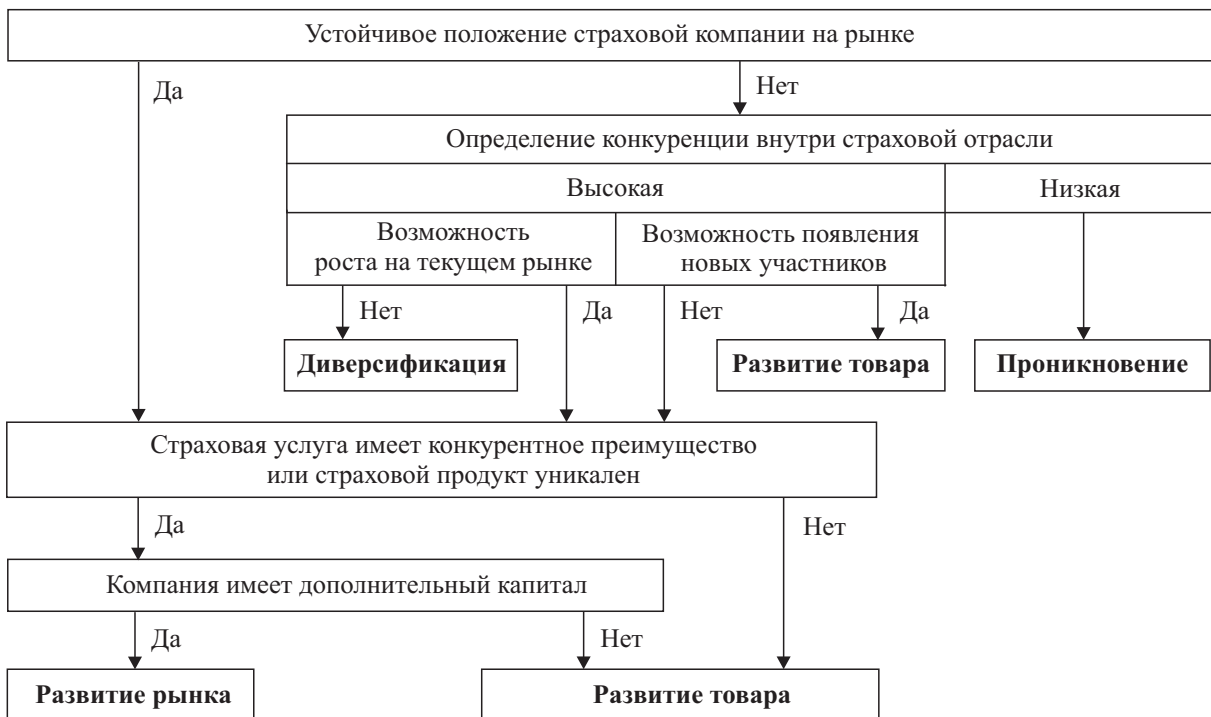 Устойчивое положение страховой компании на рынке
Да
Нет
Определение конкуренции внутри страховой отрасли
Высокая
Низкая
Возможность
роста на текущем рынке
Возможность появления
новых участников
Нет
Да
Нет
Да
Диверсификация
Развитие товара
Проникновение
Страховая услуга имеет конкурентное преимущество
или страховой продукт уникален
Да
Нет
Компания имеет дополнительный капитал
Да
Нет
Развитие рынка
Развитие товара